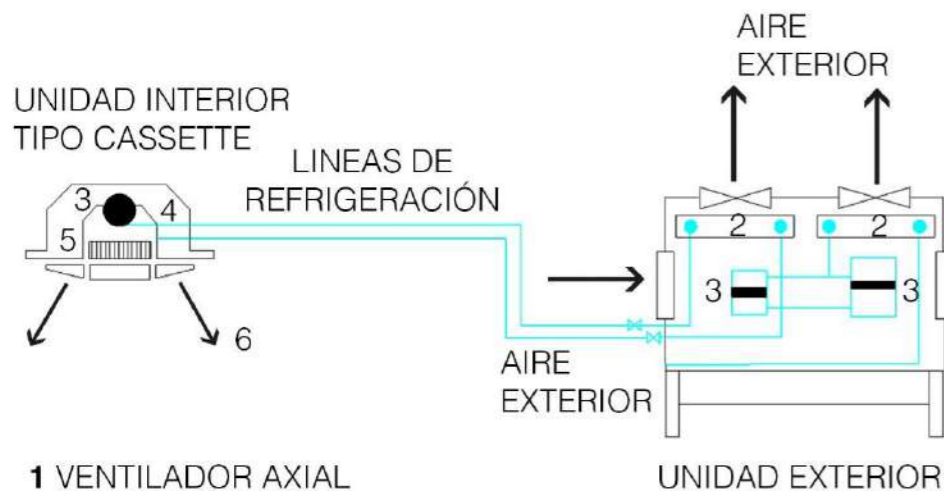 AIRE
EXTERIOR
UNIDAD INTERIOR
TIPO CASSETTE
LINEAS DE
REFRIGERACIÓN
3
4
5
6
2
2
3
3
AIRE
EXTERIOR
1 VENTILADOR AXIAL
UNIDAD EXTERIOR